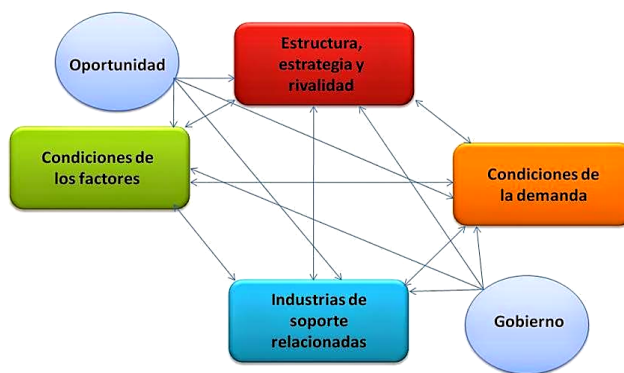 Oportunidad
Estructura,
estrategia y
rivalidad
Condiciones de
los factores
Condiciones de
la demanda
Industrias de
soporte
relacionadas
Gobierno